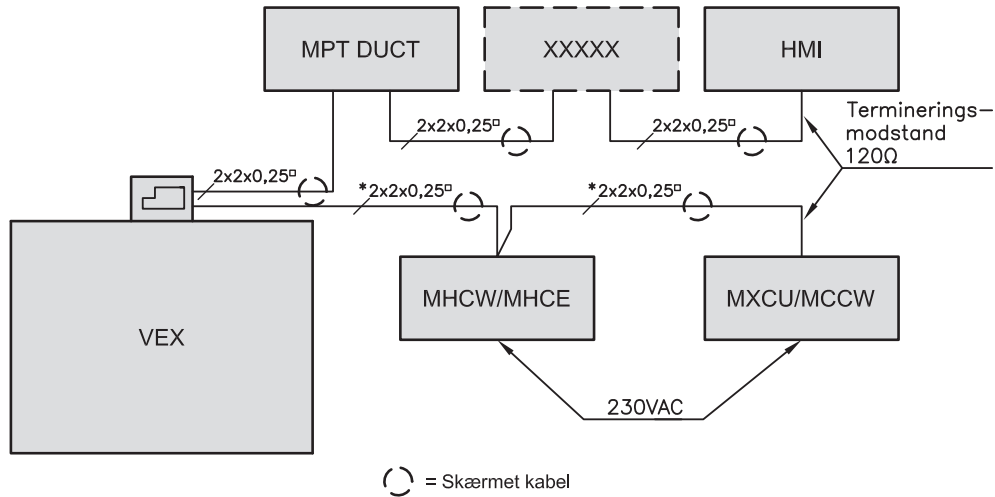 MPT DUCT
XXXXX
HMI
2x2x0,25¤
2x2x0,25¤
Terminerings-
modstand
120Ω
2x2x0,25¤
*2x2x0,25¤
*2x2x0,25¤
MHCW/MHCE
MXCU/MCCW
VEX
230VAC
= Skærmet kabel